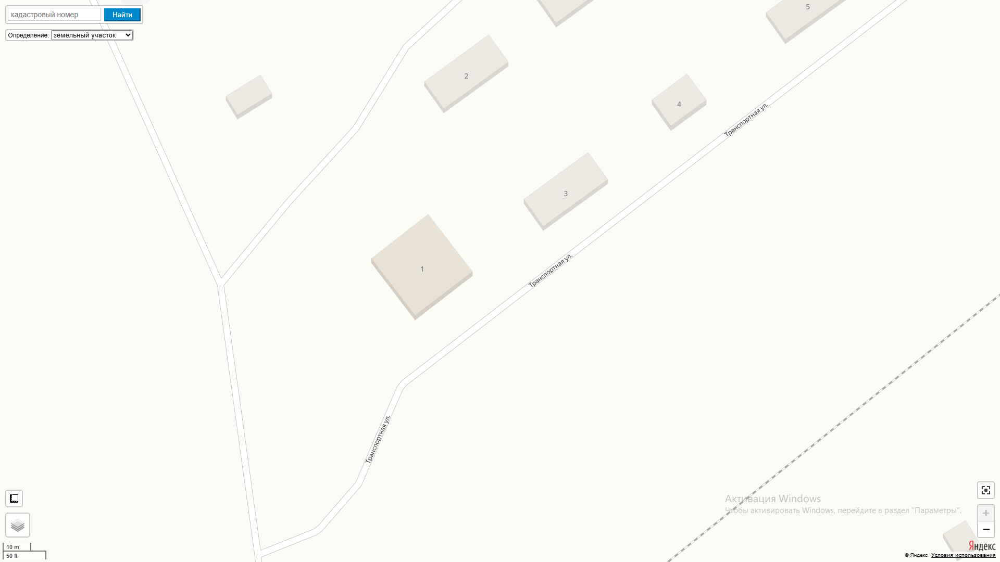 кадастровый номер
Найти
Определение: земельный участок
5
2
4
Транспортная ул.
3
Транспортная ул.
1
Транспортная ул.
Активация Windows
Чтобы активировать Windows, перейдите в раздел "Параметры".
+
−
10 m
50 ft
Яндекс
© Яндекс Условия использования